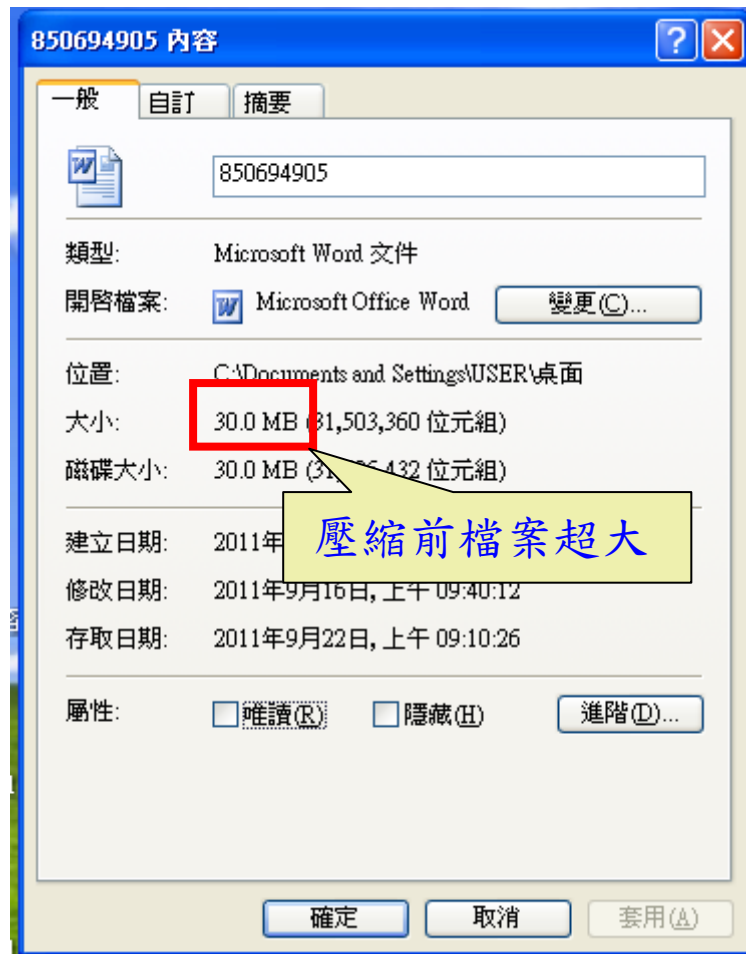 850694905 內容
一般 自訂 摘要
850694905
類型: Microsoft Word 文件
開啓檔案: Microsoft Office Word 變更(C)...
位置: C:\Documents and Settings\USER\桌面
大小: 30.0 MB (31,503,360 位元組)
磁碟大小: 30.0 MB (31, 432 位元組)
壓縮前檔案超大
建立日期: 2011年
修改日期: 2011年9月16日, 上午 09:40:12
存取日期: 2011年9月22日, 上午 09:10:26
屬性: 唯讀(R) 隱藏(H) 進階(D)...
確定 取消 套用(A)